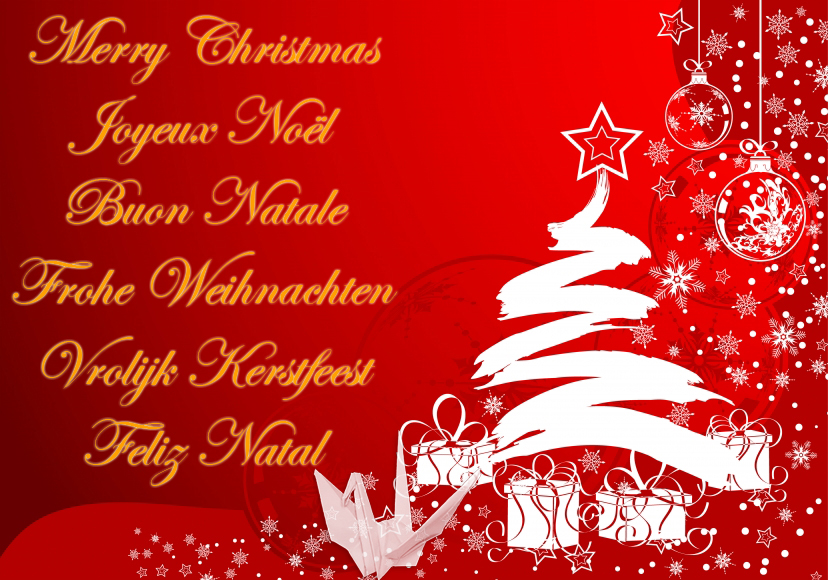 Merry Christmas
Joyeux Noël
Buon Natale
Frohe Weihnachten
Vrolijk Kerstfeest
Feliz Natal